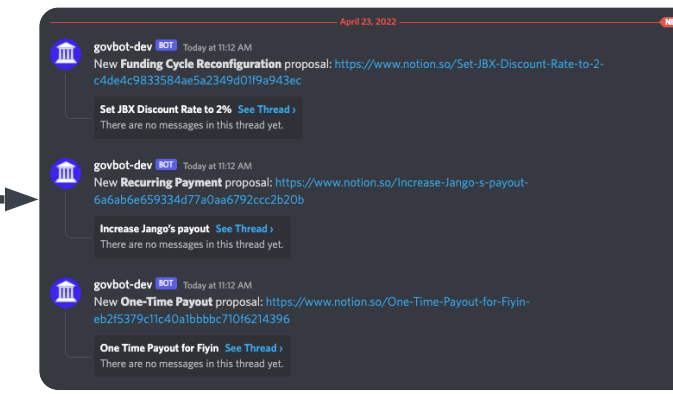 April 23, 2022
govbot-dev BOT Today at 11:12 AM
New Funding Cycle Reconfiguration proposal: https://www.notion.so/Set-JBX-Discount-Rate-to-2-
c4de4c9833584ae5a2349d01f9a943ec
Set JBX Discount Rate to 2% See Thread ›
There are no messages in this thread yet.
govbot-dev BOT Today at 11:12 AM
New Recurring Payment proposal: https://www.notion.so/Increase-Jango-s-payout-
6a6ab6e659334d77a0aa6792ccc2b20b
Increase Jango's payout See Thread ›
There are no messages in this thread yet.
govbot-dev BOT Today at 11:12 AM
New One-Time Payout proposal: https://www.notion.so/One-Time-Payout-for-Fiyin-
eb2f5379c11c40a1bbbbc710f6214396
One Time Payout for Fiyin See Thread ›
There are no messages in this thread yet.